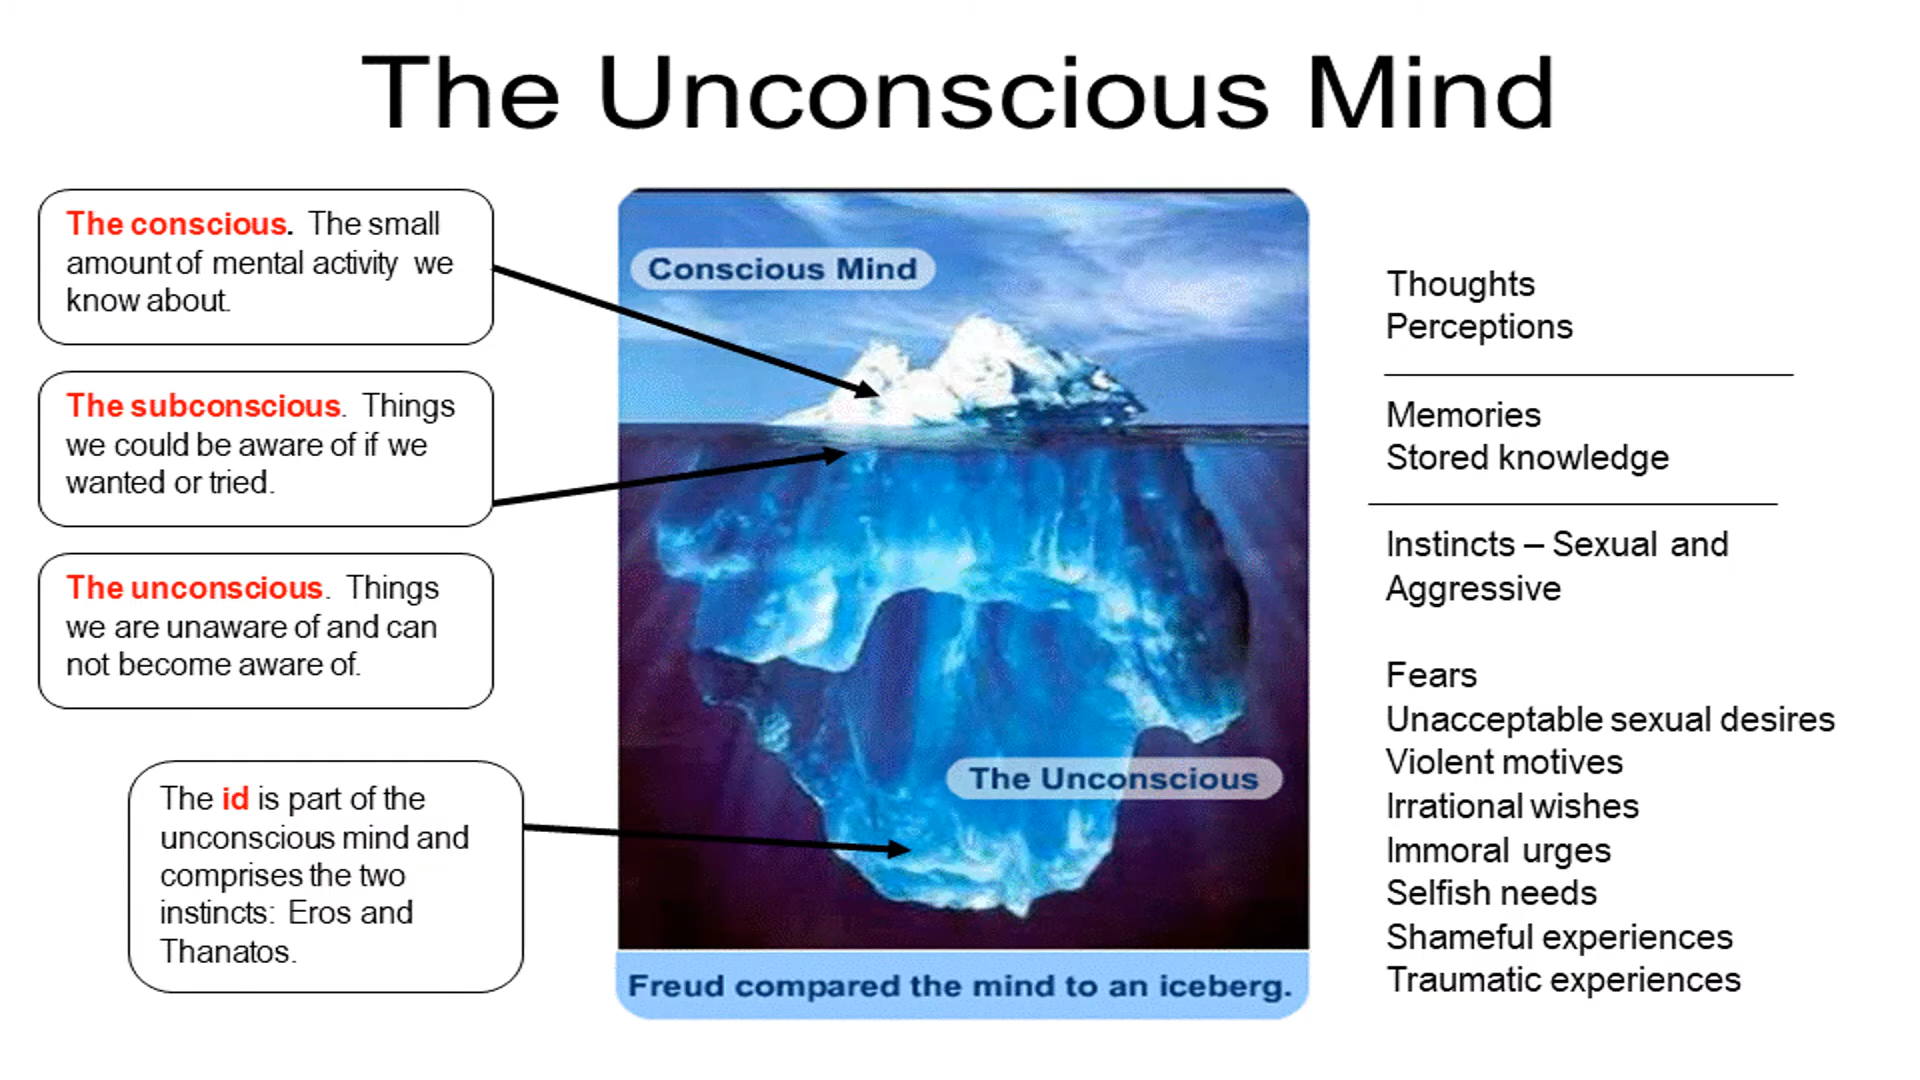 The Unconscious Mind
The conscious. The small
amount of mental activity we
know about.
The subconscious. Things
we could be aware of if we
wanted or tried.
The unconscious. Things
we are unaware of and can
not become aware of.
The id is part of the
unconscious mind and
comprises the two
instincts: Eros and
Thanatos.
Conscious Mind
The Unconscious
Freud compared the mind to an iceberg.
Thoughts
Perceptions
Memories
Stored knowledge
Instincts – Sexual and
Aggressive
Fears
Unacceptable sexual desires
Violent motives
Irrational wishes
Immoral urges
Selfish needs
Shameful experiences
Traumatic experiences